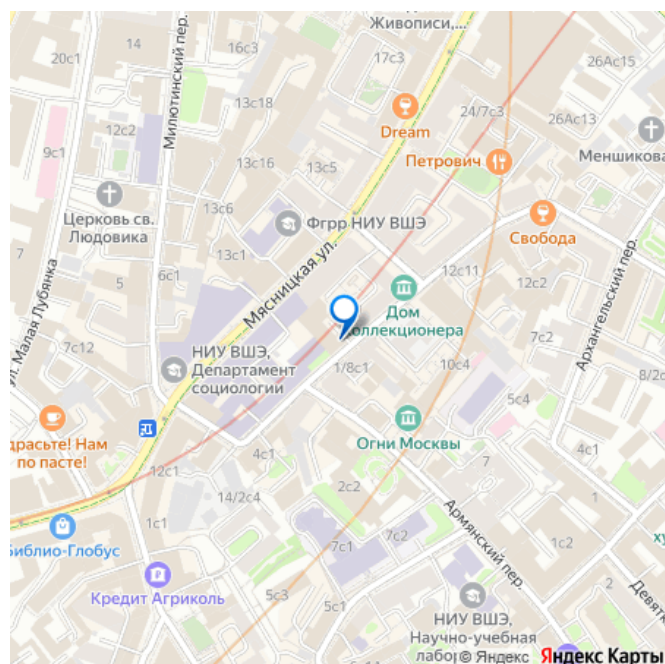 Живописи,...
20с1
14
16с3
17с3
26Ас15
Милютинский пер.
13с18
Dream
24/7с3
26Ас13
12с2
9с1
13с16
Петрович
Меншикова
13с5
Церковь св.
Людовика
13с6
Фгрр НИУ ВШЭ
Свобода
7
5
6с1
13с1
Мясницкая ул.
12с11
12с2
Архангельский пер.
ул. Малая Лубянка
Дом
коллекционера
7с2
7с12
НИУ ВШЭ,
Департамент
социологии
1/8с1
10с4
8/2с
5с4
драсьте! Нам
по пасте!
Огни Москвы
4с1
4с1
12с1
7
14/2с4
2с2
Армянский пер.
1с1
1с2
Библио-Глобус
7с1
7с2
Кредит Агриколь
5с3
5с1
Девятк
НИУ ВШЭ,
Научно-учебная
лабор
© Яндекс Яндекс Карты